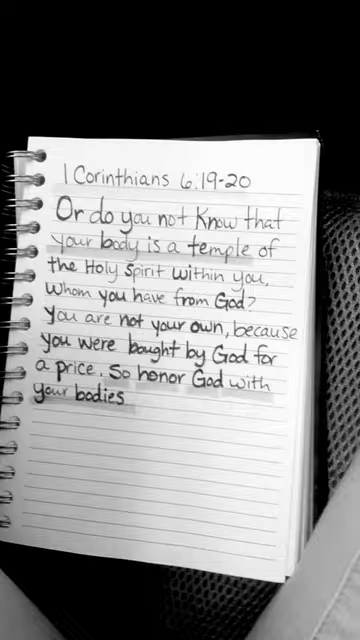 1 Corinthians 6:19-20
Or do you not know that
your body is a temple of
the Holy Spirit within you,
whom you have from God?
You are not your own, because
you were bought by God for
a price. So honor God with
your bodies